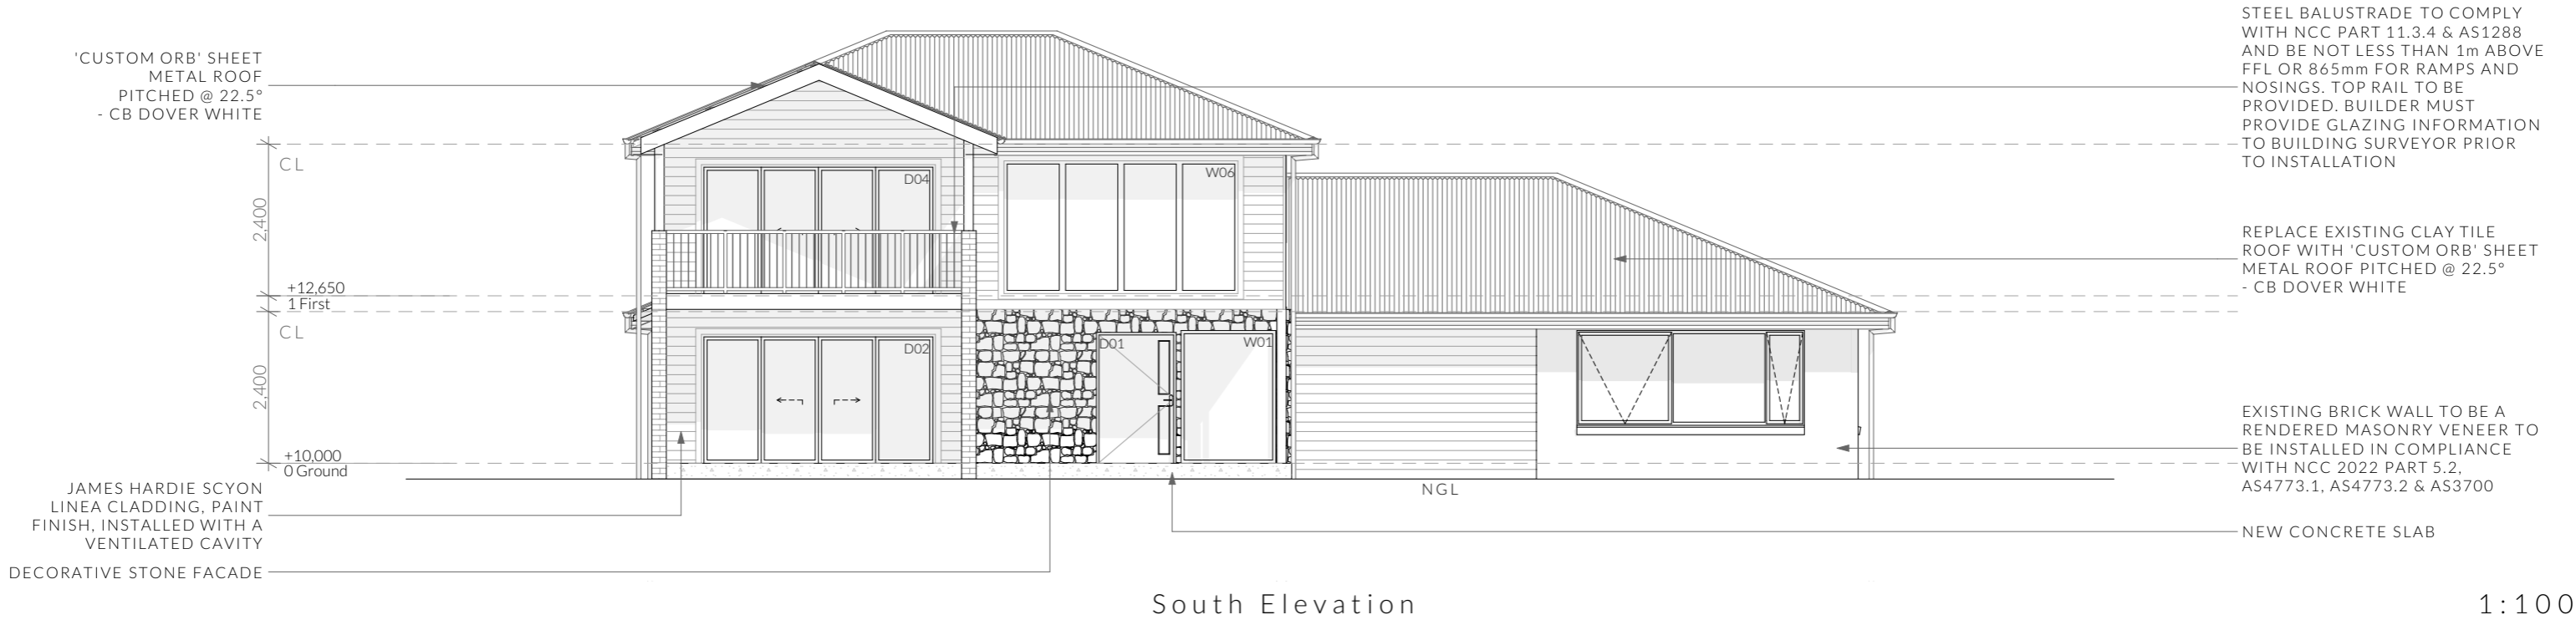 'CUSTOM ORB' SHEET
METAL ROOF
PITCHED @ 22.5°
- CB DOVER WHITE
CL
2,400
+12,650
1 First
CL
2,400
+10,000
0 Ground
JAMES HARDIE SCYON
LINEA CLADDING, PAINT
FINISH, INSTALLED WITH A
VENTILATED CAVITY
DECORATIVE STONE FACADE
D04
W06
D02
D01
W01
NGL
STEEL BALUSTRADE TO COMPLY
WITH NCC PART 11.3.4 & AS1288
AND BE NOT LESS THAN 1m ABOVE
FFL OR 865mm FOR RAMPS AND
NOSINGS. TOP RAIL TO BE
PROVIDED. BUILDER MUST
PROVIDE GLAZING INFORMATION
TO BUILDING SURVEYOR PRIOR
TO INSTALLATION
REPLACE EXISTING CLAY TILE
ROOF WITH 'CUSTOM ORB' SHEET
METAL ROOF PITCHED @ 22.5°
- CB DOVER WHITE
EXISTING BRICK WALL TO BE A
RENDERED MASONRY VENEER TO
BE INSTALLED IN COMPLIANCE
WITH NCC 2022 PART 5.2,
AS4773.1, AS4773.2 & AS3700
NEW CONCRETE SLAB
South Elevation
1:100